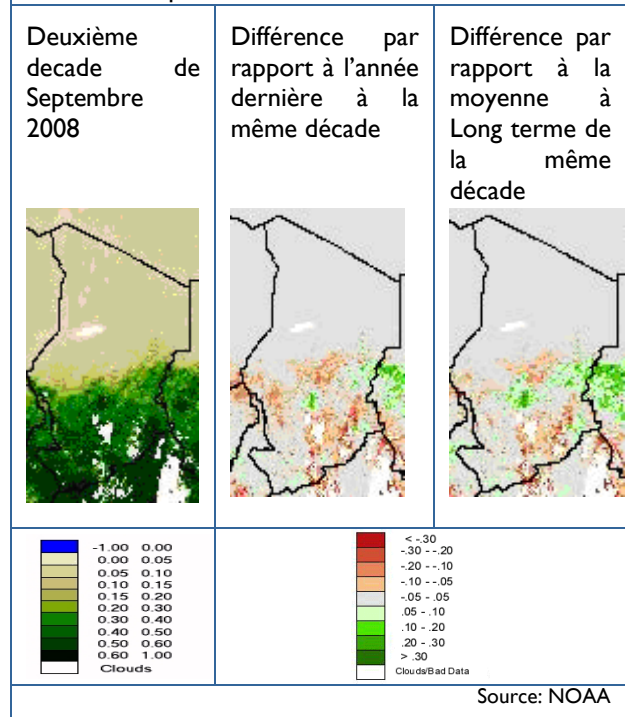 Deuxième
decade de
Septembre
2008
Différence par
rapport à l’année
dernière à la
même décade
Différence par
rapport à la
moyenne à
Long terme de
la même
décade
-1.00 0.00
0.00 0.05
0.05 0.10
0.10 0.15
0.15 0.20
0.20 0.30
0.30 0.40
0.40 0.50
0.50 0.60
0.60 1.00
Clouds
< -.30
-.30 - -.20
-.20 - -.10
-.10 - -.05
-.05 - .05
.05 - .10
.10 - .20
.20 - .30
> .30
Clouds/Bad Data
Source: NOAA